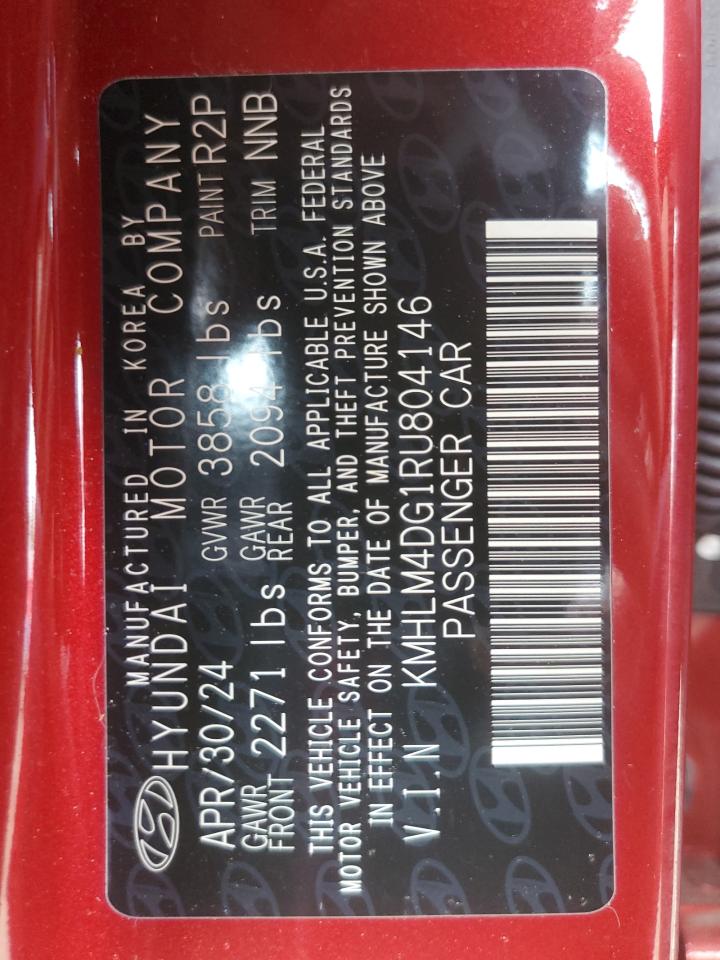 MANUFACTURED IN KOREA BY
HYUNDAI MOTOR COMPANY
APR/30/24 GVWR 3858 lbs PAINT R2P
GAWR FRONT 2271 lbs GAWR REAR 2094 lbs TRIM NNB
THIS VEHICLE CONFORMS TO ALL APPLICABLE U.S.A. FEDERAL
MOTOR VEHICLE SAFETY, BUMPER, AND THEFT PREVENTION STANDARDS
IN EFFECT ON THE DATE OF MANUFACTURE SHOWN ABOVE
V.I.N KMHLM4DG1RU804146
PASSENGER CAR